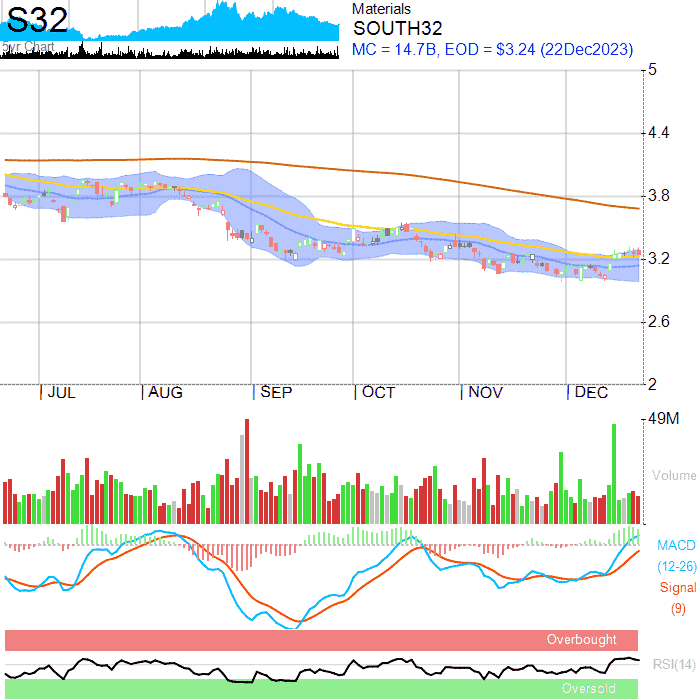 S32
5yr Chart
Materials
SOUTH32
MC = 14.7B, EOD = $3.24 (22Dec2023)
5
4.4
3.8
3.2
2.6
2
JUL AUG SEP OCT NOV DEC
49M
Volume
MACD
(12-26)
Signal
(9)
Overbought
RSI(14)
Oversold